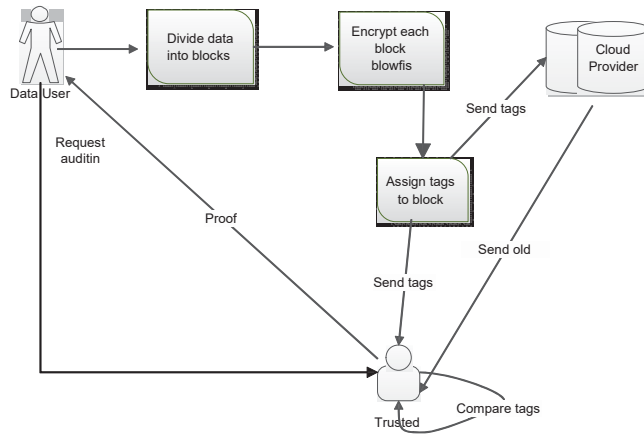 Divide data
into blocks
Encrypt each
block
blowfis
Cloud
Provider
Data User
Send tags
Request
auditin
Assign tags
to block
Proof
Send old
Send tags
Compare tags
Trusted